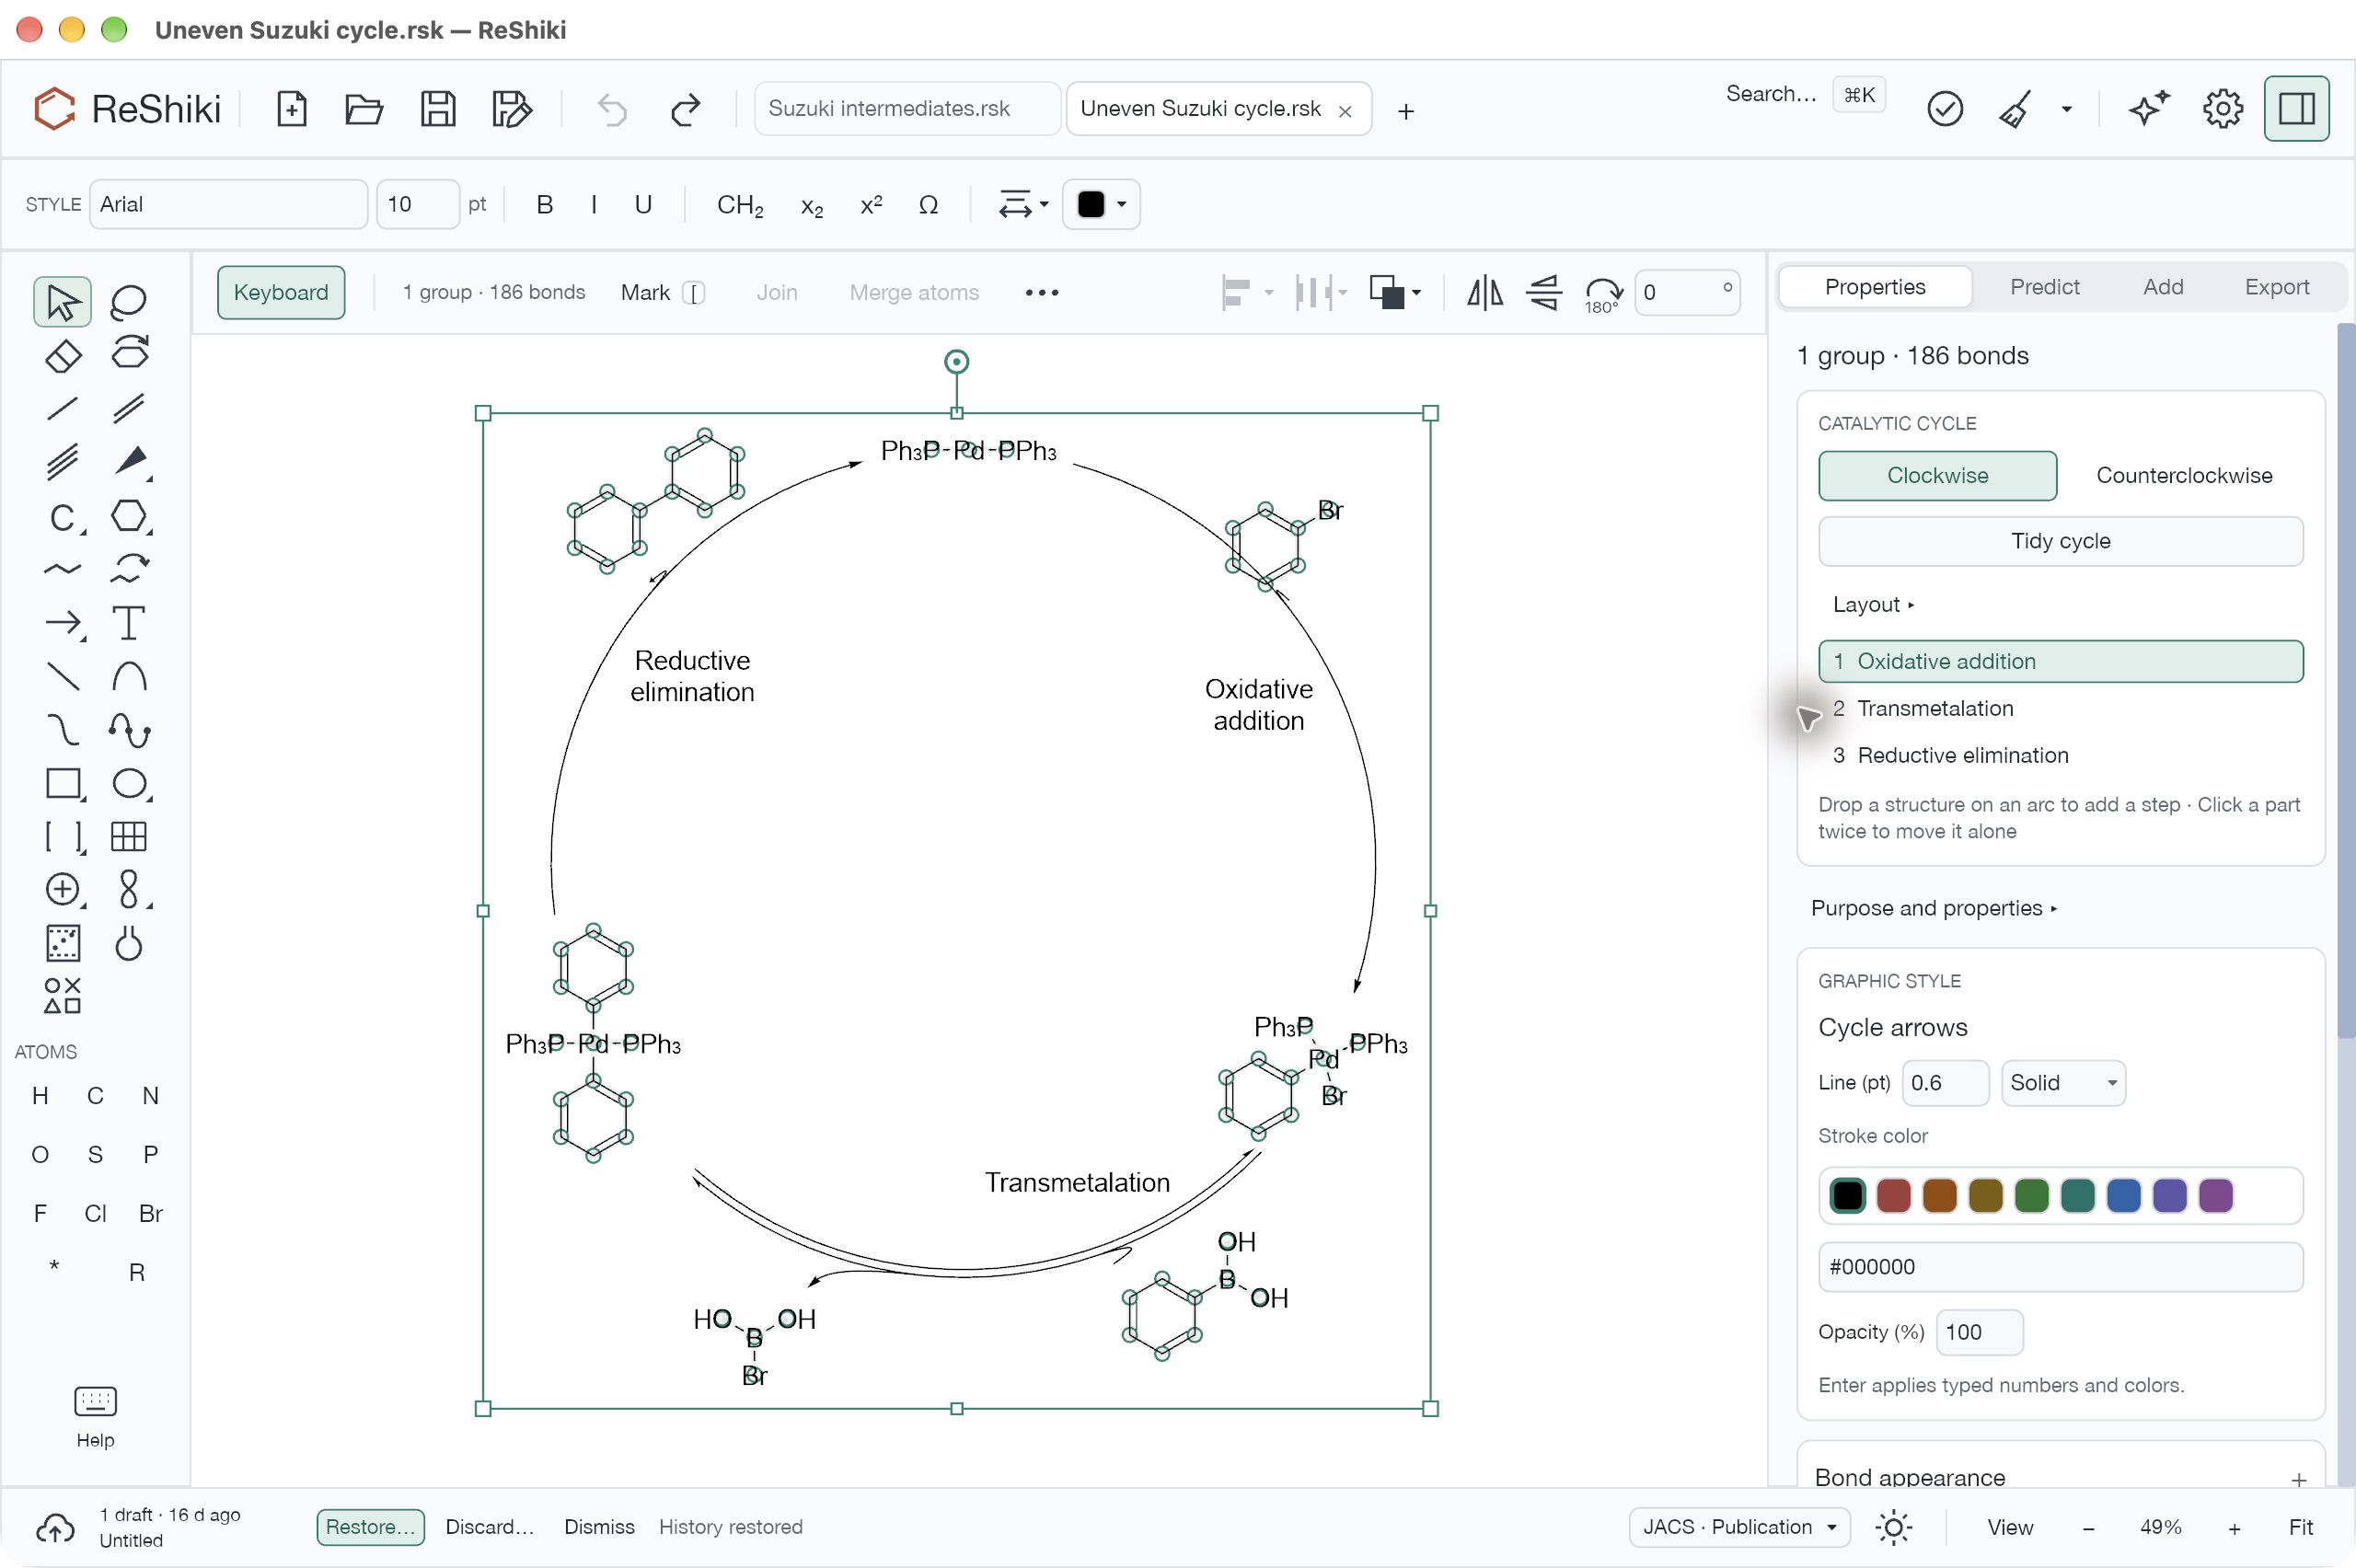 Uneven Suzuki cycle.rsk — ReShiki
ReShiki
Suzuki intermediates.rsk
Uneven Suzuki cycle.rsk ×
+
Search... ⌘K
STYLE Arial 10 pt B I U CH₂ x₂ x² Ω
Keyboard 1 group · 186 bonds Mark [ Join Merge atoms ••• 180° 0 °
Properties Predict Add Export
C
T
ATOMS
H C N
O S P
F Cl Br
* R
Help
Ph₃P Pd PPh₃
Br
Reductive
elimination
Oxidative
addition
Ph₃P Pd PPh₃
Ph₃P
PPh₃
Pd
Br
Transmetalation
OH
B
OH
HO OH
B
Br
1 group · 186 bonds
CATALYTIC CYCLE
Clockwise Counterclockwise
Tidy cycle
Layout ▸
1 Oxidative addition
2 Transmetalation
3 Reductive elimination
Drop a structure on an arc to add a step · Click a part
twice to move it alone
Purpose and properties ▸
GRAPHIC STYLE
Cycle arrows
Line (pt) 0.6 Solid
Stroke color
#000000
Opacity (%) 100
Enter applies typed numbers and colors.
Bond appearance +
1 draft · 16 d ago
Untitled
Restore... Discard... Dismiss History restored
JACS · Publication View − 49% + Fit